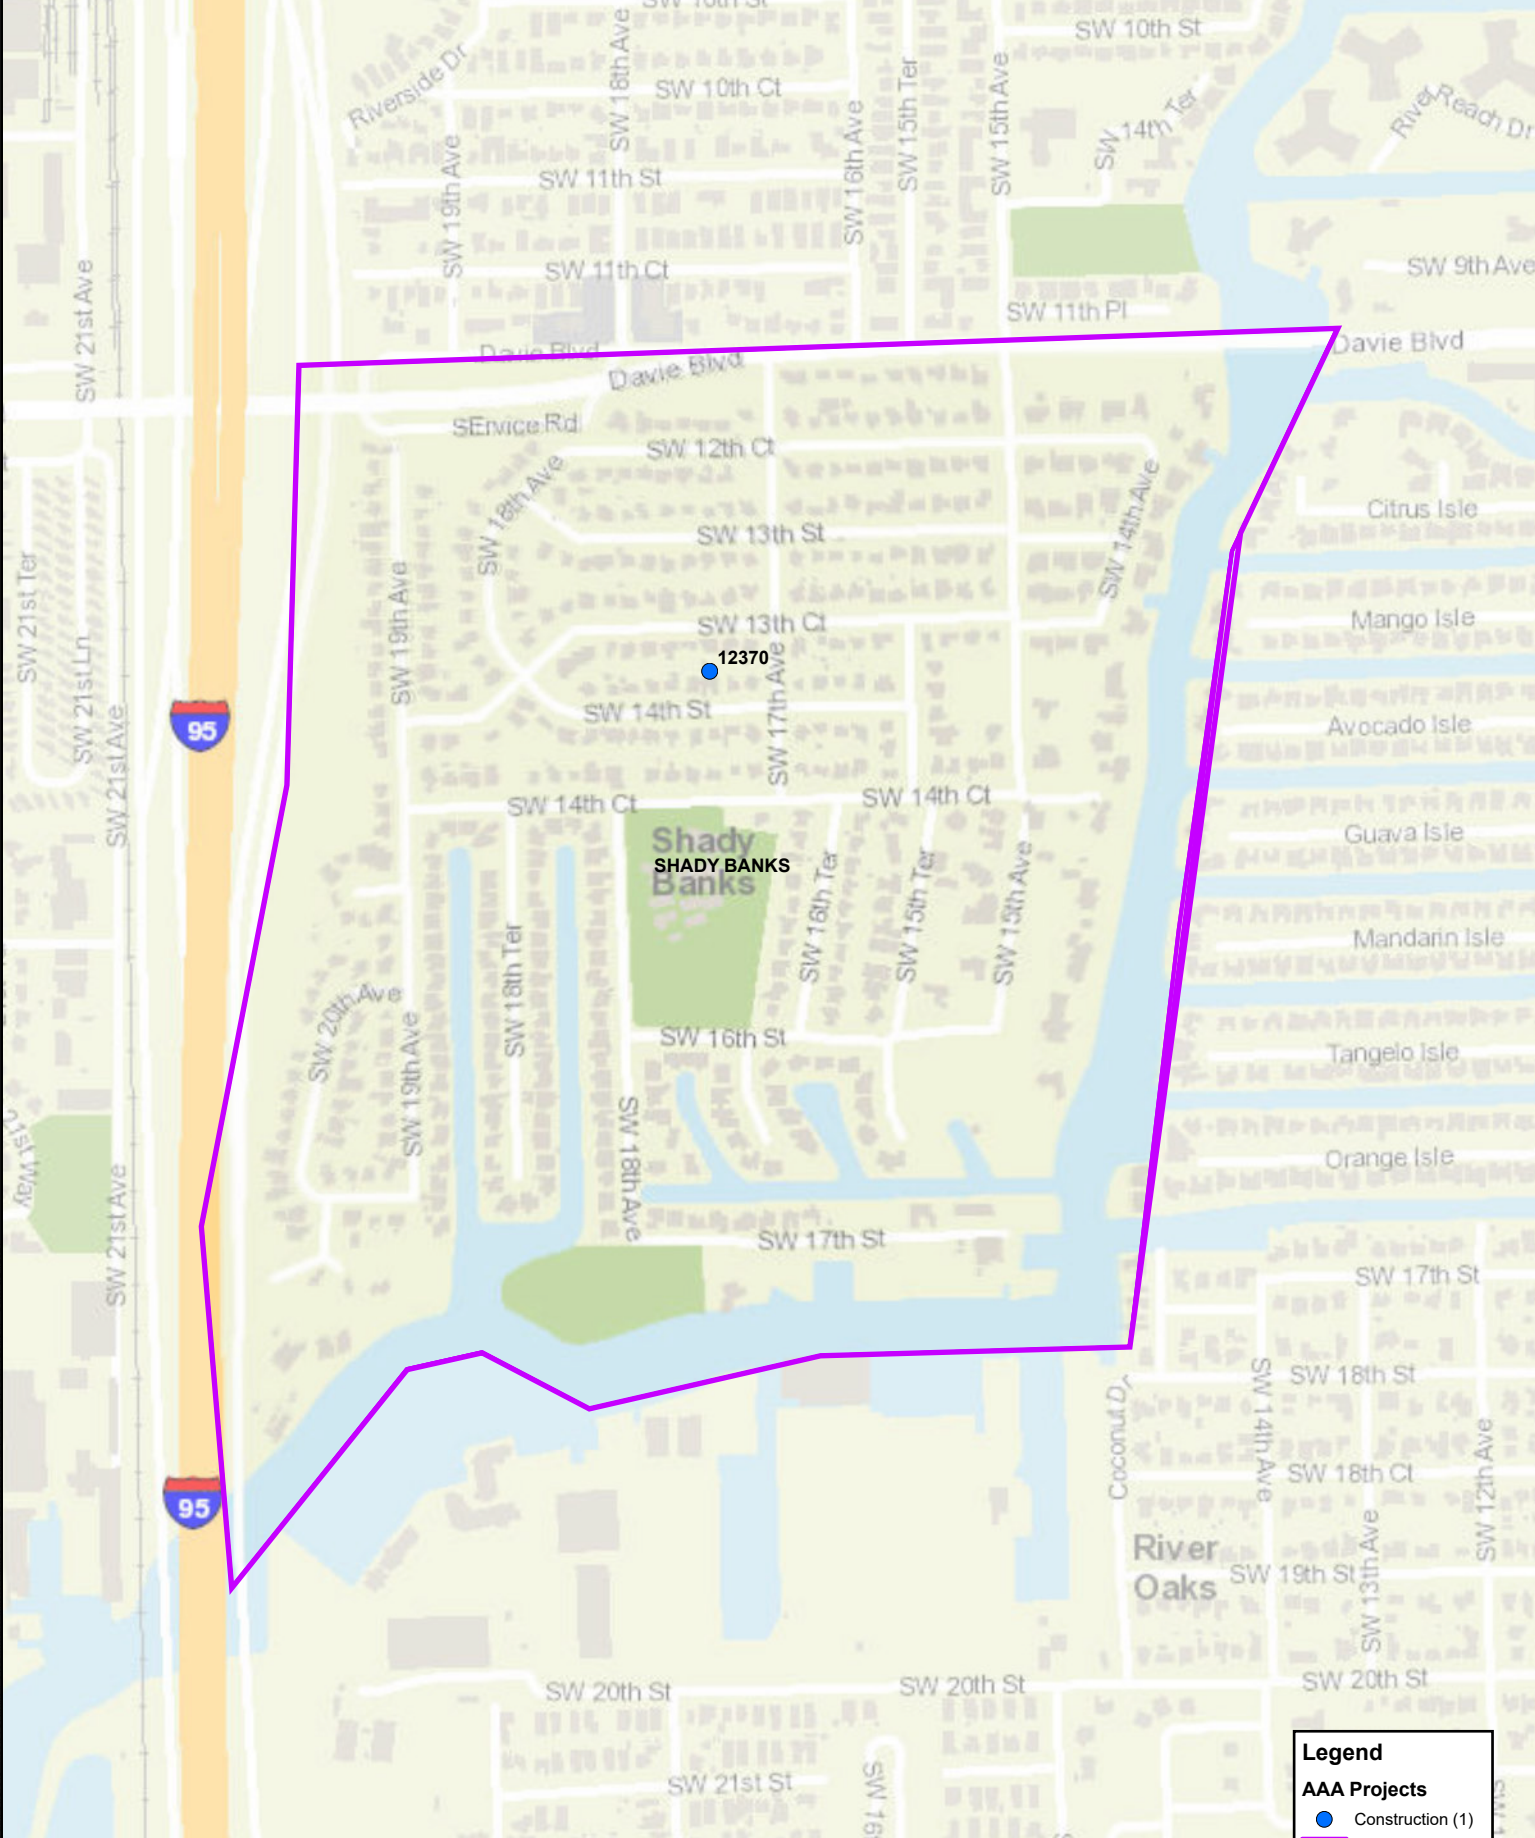 SW 10th St
SW 10th Ct
SW 18th Ave
Riverside Dr
SW 19th Ave
SW 11th St
SW 16th Ave
SW 15th Ter
SW 15th Ave
SW 14th Ter
River Reach Dr
SW 11th Ct
SW 11th Pl
SW 9th Ave
SW 21st Ave
Davie Blvd
Davie Blvd
Davie Blvd
SErvice Rd
SW 12th Ct
SW 18th Ave
SW 13th St
SW 14th Ave
Citrus Isle
SW 21st Ter
SW 21st Ln
SW 19th Ave
SW 13th Ct
Mango Isle
12370
SW 17th Ave
SW 14th St
Avocado Isle
95
SW 21st Ave
SW 14th Ct
SW 14th Ct
Guava Isle
Shady
Banks
SHADY BANKS
SW 16th Ter
SW 15th Ter
SW 15th Ave
Mandarin Isle
SW 20th Ave
SW 18th Ter
SW 19th Ave
SW 16th St
Tangelo Isle
21st Way
SW 18th Ave
Orange Isle
SW 21st Ave
SW 17th St
SW 17th St
SW 18th St
Coconut Dr
SW 14th Ave
SW 18th Ct
SW 12th Ave
95
River
Oaks
SW 19th St
SW 13th Ave
SW 20th St
SW 20th St
SW 20th St
SW 21st St
Legend
AAA Projects
Construction (1)